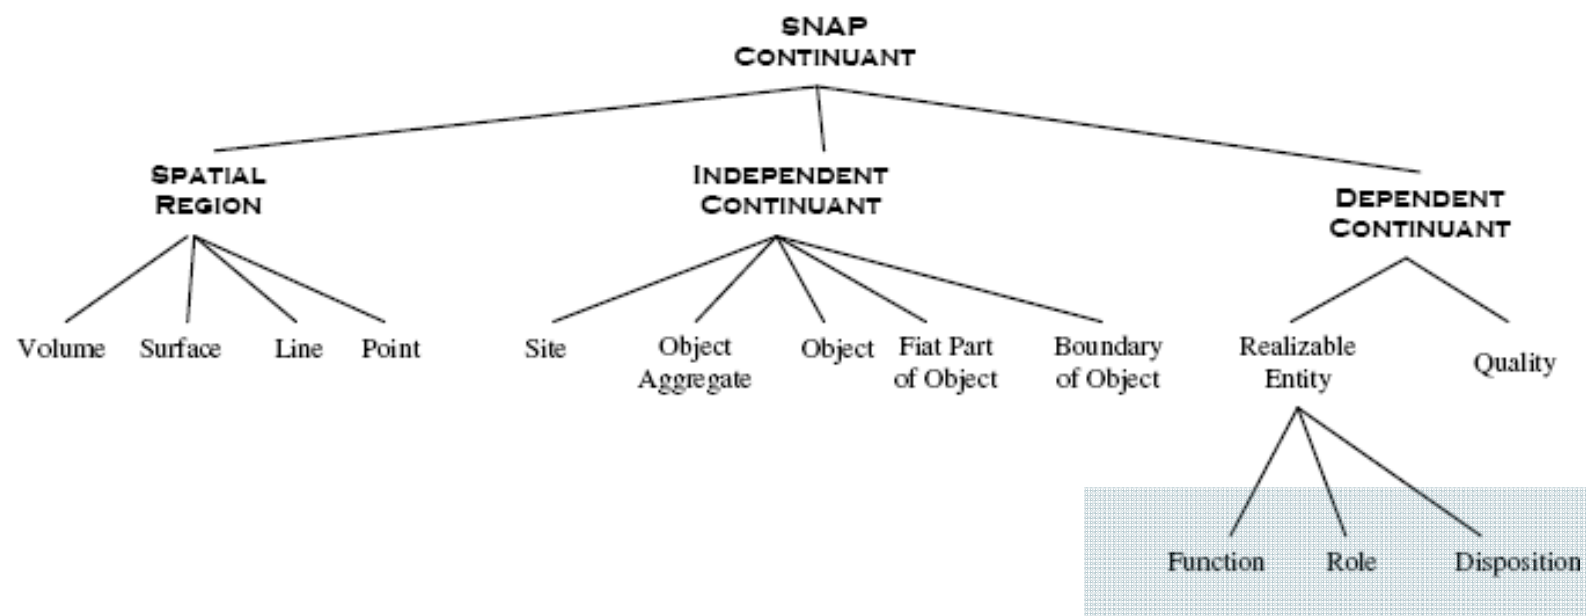 SNAP
CONTINUANT
SPATIAL
REGION
INDEPENDENT
CONTINUANT
DEPENDENT
CONTINUANT
Volume
Surface
Line
Point
Site
Object
Aggregate
Object
Fiat Part
of Object
Boundary
of Object
Realizable
Entity
Quality
Function
Role
Disposition